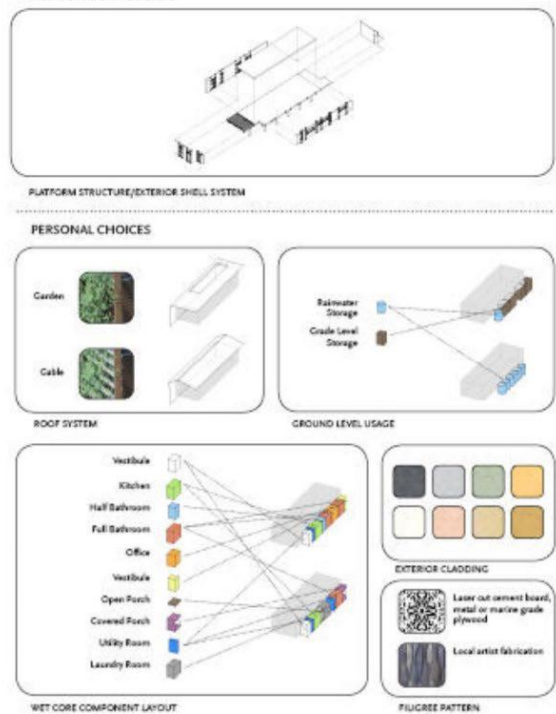 PLATFORM STRUCTURE/EXTERIOR SHELL SYSTEM
PERSONAL CHOICES
Garden
Gable
ROOF SYSTEM
Rainwater
Storage
Grade Level
Storage
GROUND LEVEL USAGE
Vestibule
Kitchen
Half Bathroom
Full Bathroom
Office
Vestibule
Open Porch
Covered Porch
Utility Room
Laundry Room
WET CORE COMPONENT LAYOUT
EXTERIOR CLADDING
Laser cut cement board,
metal or marine grade
plywood
Local artist fabrication
FILIGREE PATTERN